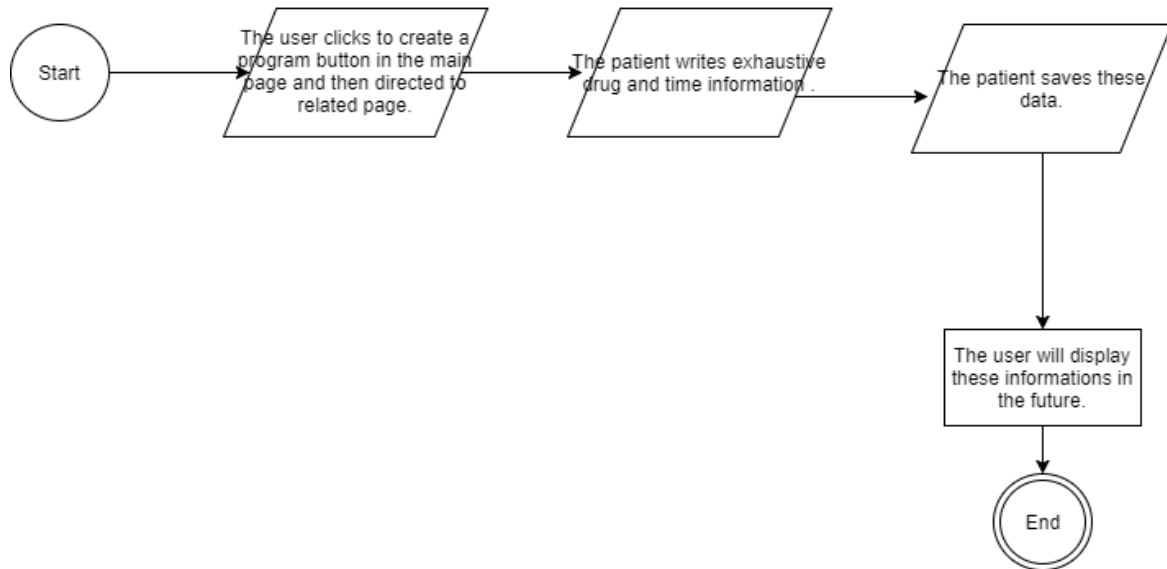 Start
The user clicks to create a
program button in the main
page and then directed to
related page.
The patient writes exhaustive
drug and time information .
The patient saves these
data.
The user will display
these informations in
the future.
End